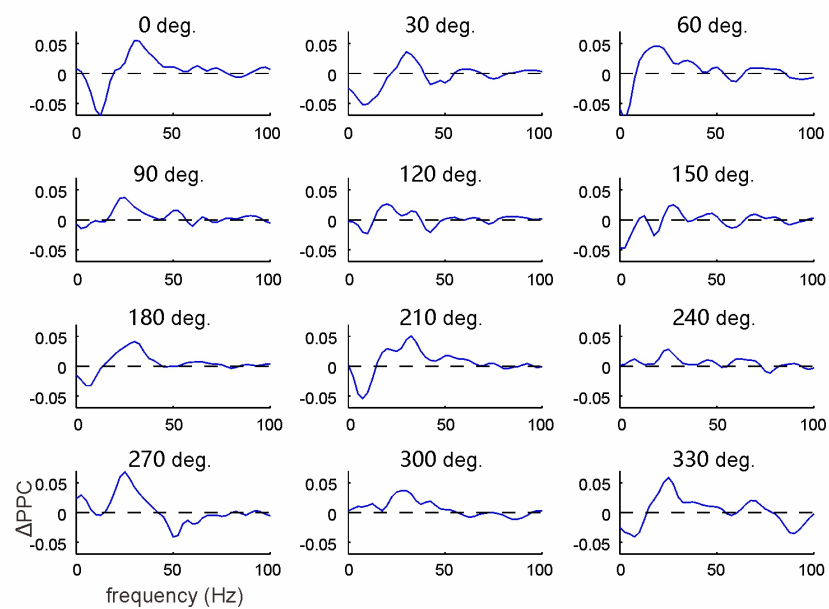 0 deg. 30 deg. 60 deg.
0.05 0.05 0.05
0 0 0
-0.05 -0.05 -0.05
0 50 100 0 50 100 0 50 100
90 deg. 120 deg. 150 deg.
0.05 0.05 0.05
0 0 0
-0.05 -0.05 -0.05
0 50 100 0 50 100 0 50 100
180 deg. 210 deg. 240 deg.
0.05 0.05 0.05
0 0 0
-0.05 -0.05 -0.05
0 50 100 0 50 100 0 50 100
270 deg. 300 deg. 330 deg.
0.05 0.05 0.05
0 0 0
-0.05 -0.05 -0.05
0 50 100 0 50 100 0 50 100
ΔPPC
frequency (Hz)